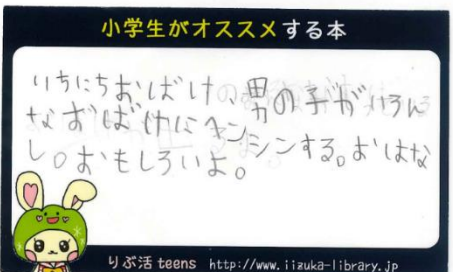 小学生がオススメする本
いちにちおばけの、男の子がいろん
なおばけにヘンシンする。おはな
し。おもしろいよ。
りぶ活 teens http://www.iizuka-library.jp